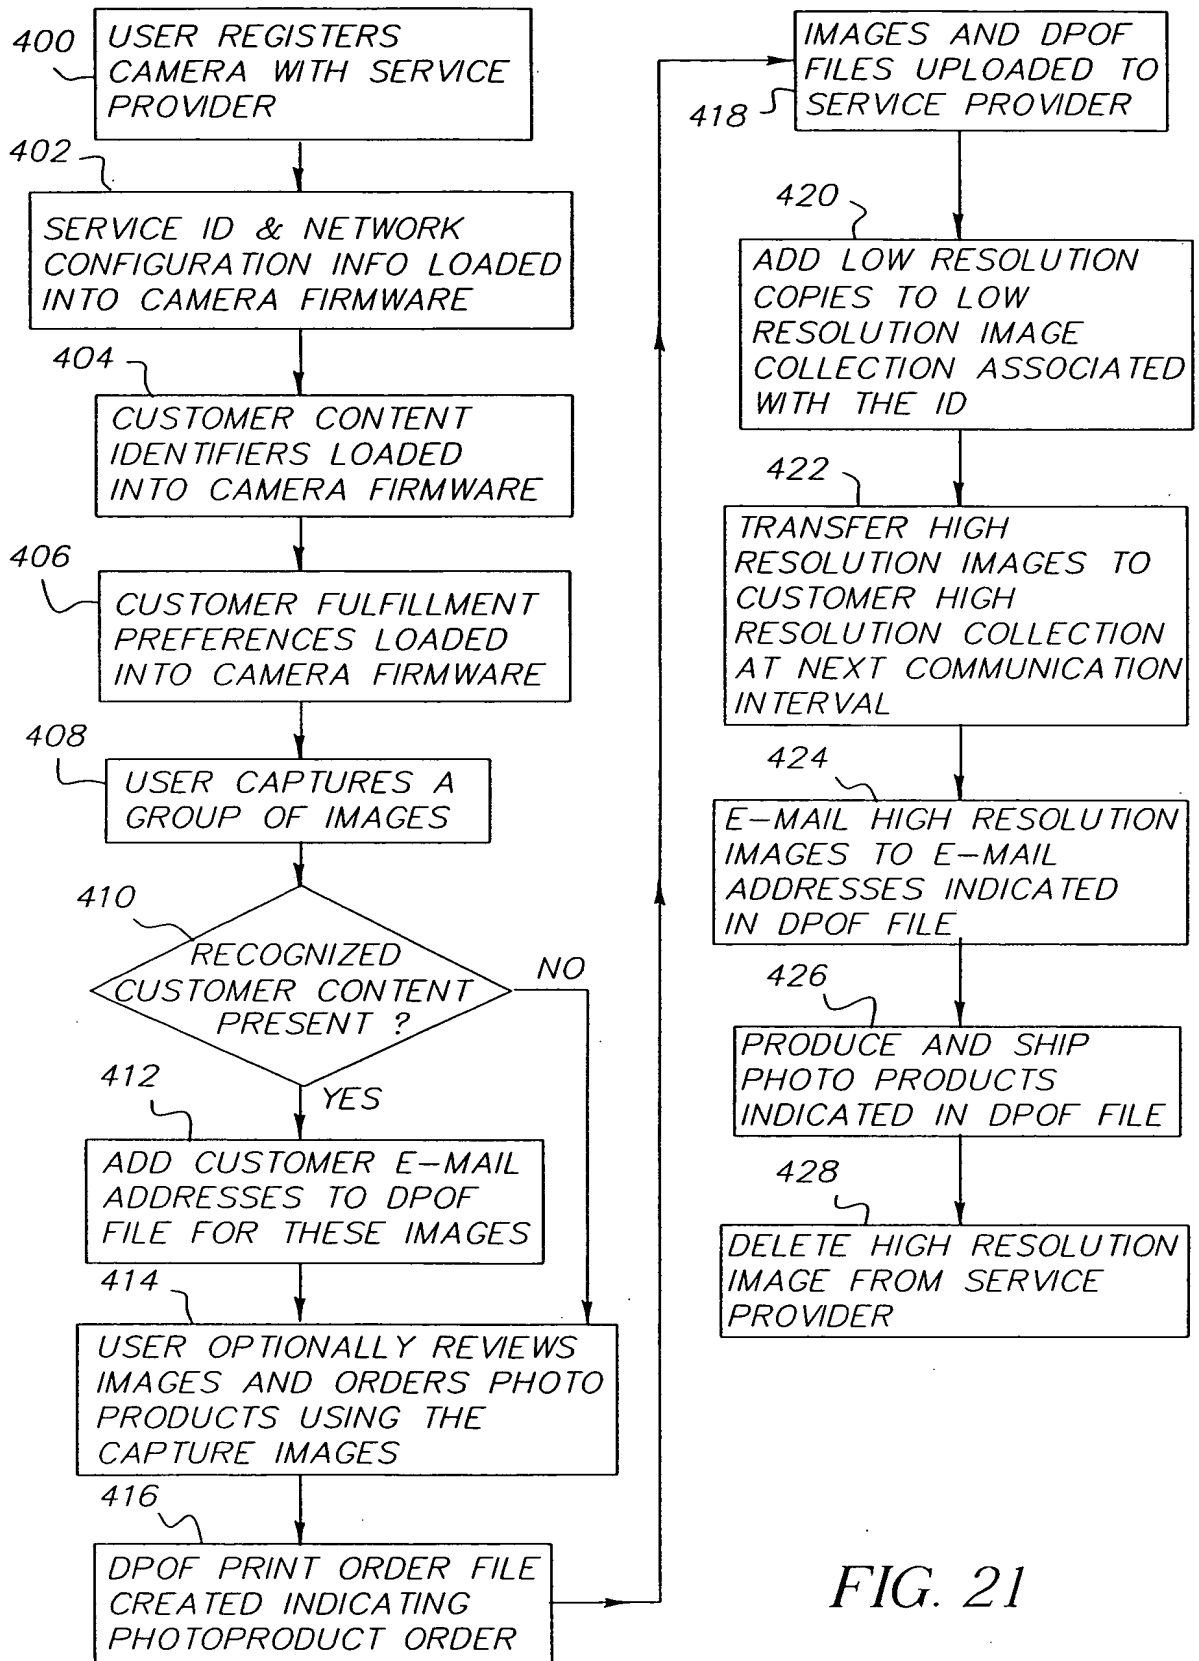 400
USER REGISTERS
CAMERA WITH SERVICE
PROVIDER
402
SERVICE ID & NETWORK
CONFIGURATION INFO LOADED
INTO CAMERA FIRMWARE
404
CUSTOMER CONTENT
IDENTIFIERS LOADED
INTO CAMERA FIRMWARE
406
CUSTOMER FULFILLMENT
PREFERENCES LOADED
INTO CAMERA FIRMWARE
408
USER CAPTURES A
GROUP OF IMAGES
410
RECOGNIZED
CUSTOMER CONTENT
PRESENT ?
NO
YES
412
ADD CUSTOMER E-MAIL
ADDRESSES TO DPOF
FILE FOR THESE IMAGES
414
USER OPTIONALLY REVIEWS
IMAGES AND ORDERS PHOTO
PRODUCTS USING THE
CAPTURE IMAGES
416
DPOF PRINT ORDER FILE
CREATED INDICATING
PHOTOPRODUCT ORDER
418
IMAGES AND DPOF
FILES UPLOADED TO
SERVICE PROVIDER
420
ADD LOW RESOLUTION
COPIES TO LOW
RESOLUTION IMAGE
COLLECTION ASSOCIATED
WITH THE ID
422
TRANSFER HIGH
RESOLUTION IMAGES TO
CUSTOMER HIGH
RESOLUTION COLLECTION
AT NEXT COMMUNICATION
INTERVAL
424
E-MAIL HIGH RESOLUTION
IMAGES TO E-MAIL
ADDRESSES INDICATED
IN DPOF FILE
426
PRODUCE AND SHIP
PHOTO PRODUCTS
INDICATED IN DPOF FILE
428
DELETE HIGH RESOLUTION
IMAGE FROM SERVICE
PROVIDER
FIG. 21